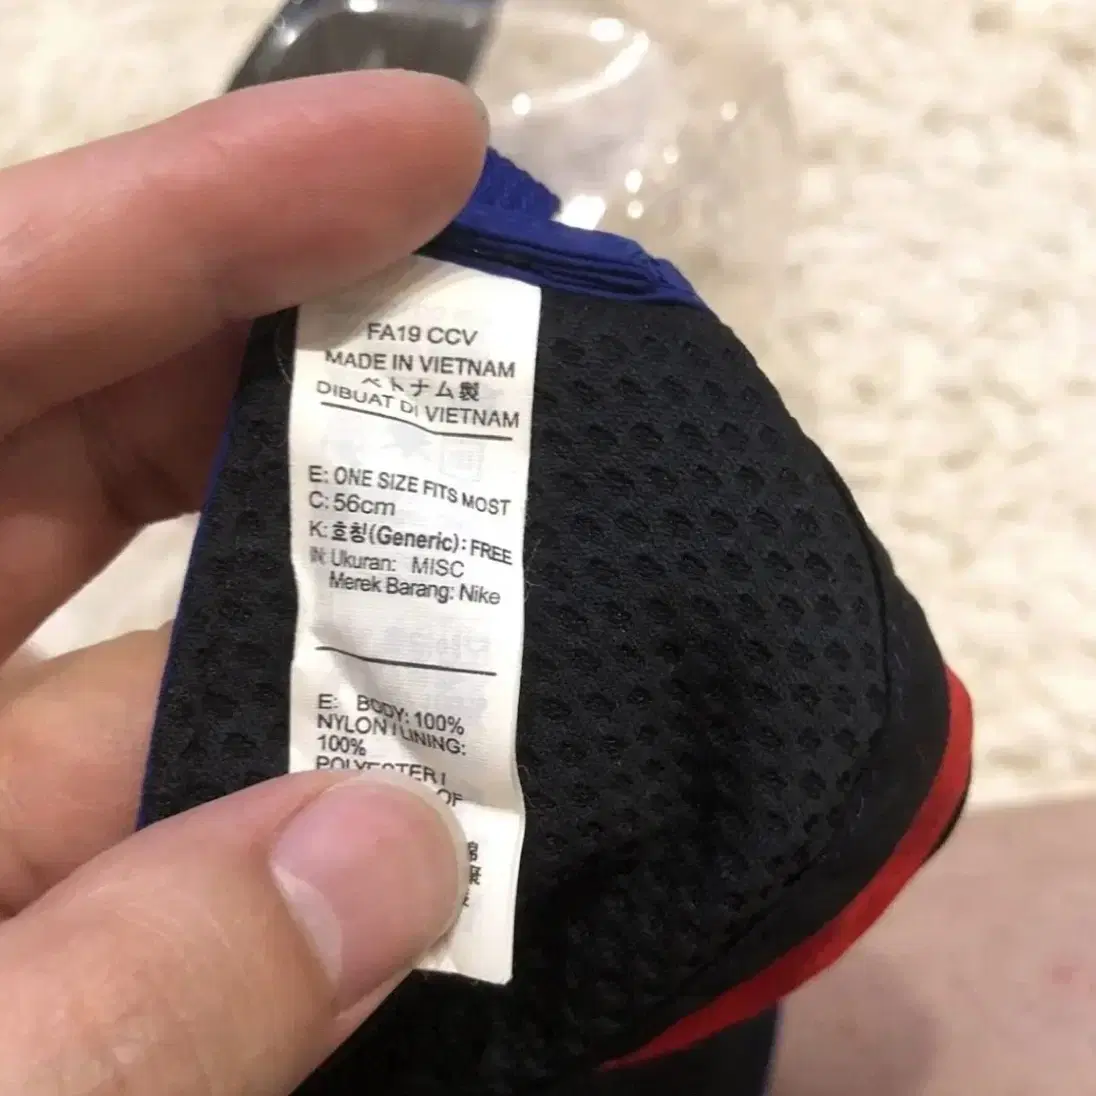 FA19 CCV
MADE IN VIETNAM
ベトナム製
DIBUAT DI VIETNAM
E: ONE SIZE FITS MOST
C: 56cm
K: 호칭(Generic): FREE
IN: Ukuran: MISC
Merek Barang: Nike
E: BODY: 100%
NYLON / LINING:
100%
POLYESTER /
OF